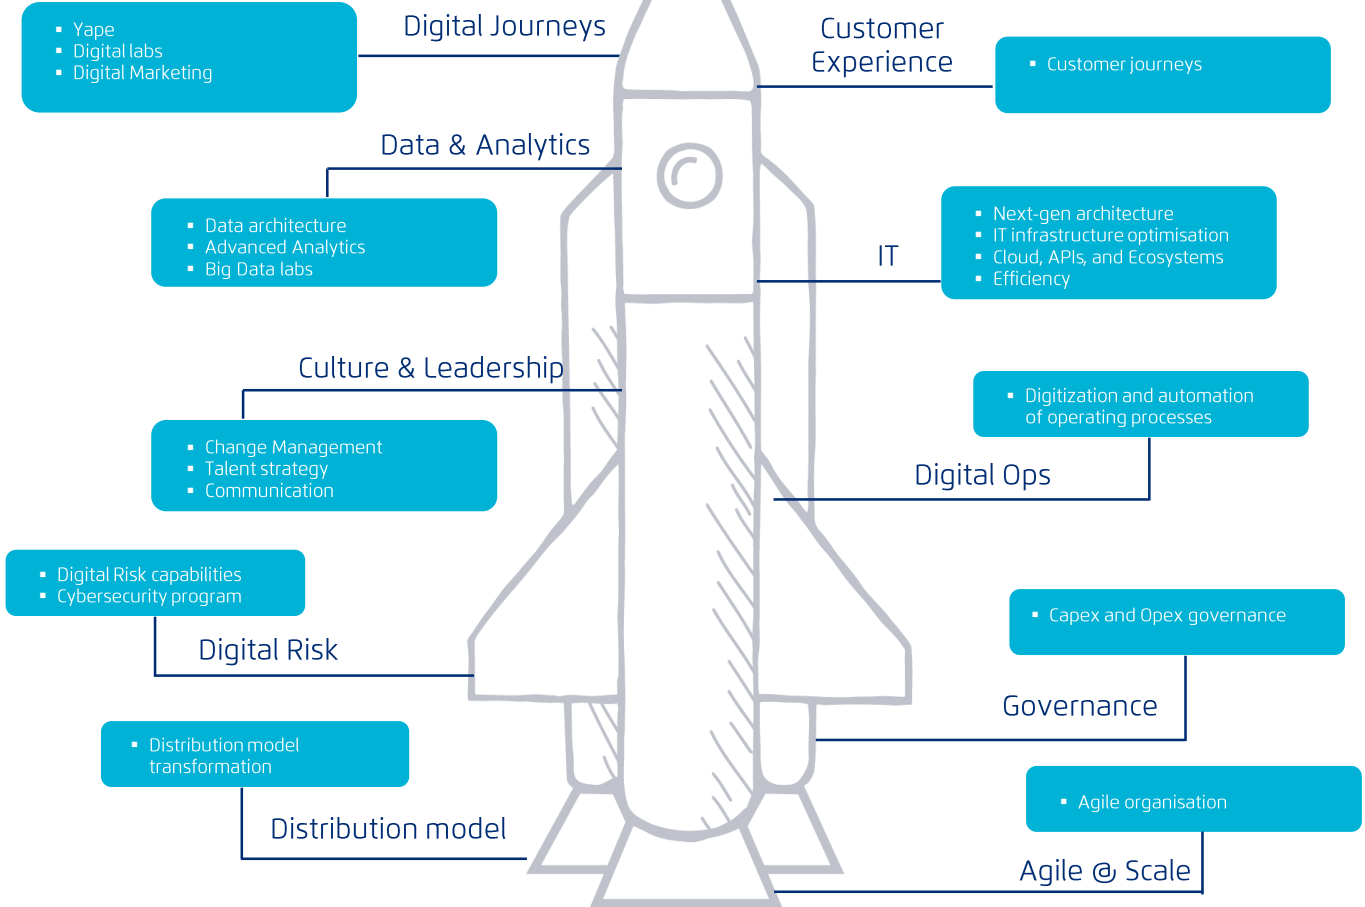 Digital Journeys
Yape
Digital labs
Digital Marketing
Customer
Experience
Customer journeys
Data & Analytics
Data architecture
Advanced Analytics
Big Data labs
IT
Next-gen architecture
IT infrastructure optimisation
Cloud, APIs, and Ecosystems
Efficiency
Culture & Leadership
Change Management
Talent strategy
Communication
Digitization and automation
of operating processes
Digital Ops
Digital Risk capabilities
Cybersecurity program
Digital Risk
Capex and Opex governance
Governance
Distribution model
transformation
Distribution model
Agile organisation
Agile @ Scale